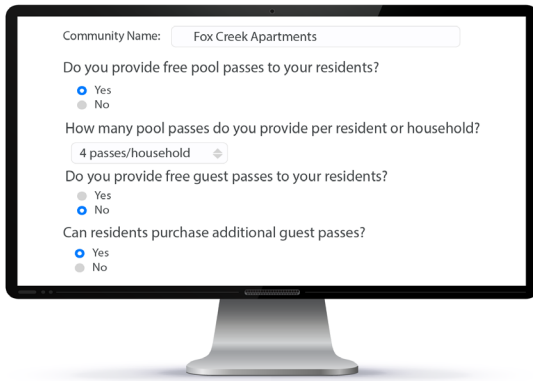 Community Name: Fox Creek Apartments
Do you provide free pool passes to your residents?
Yes
No
How many pool passes do you provide per resident or household?
4 passes/household
Do you provide free guest passes to your residents?
Yes
No
Can residents purchase additional guest passes?
Yes
No